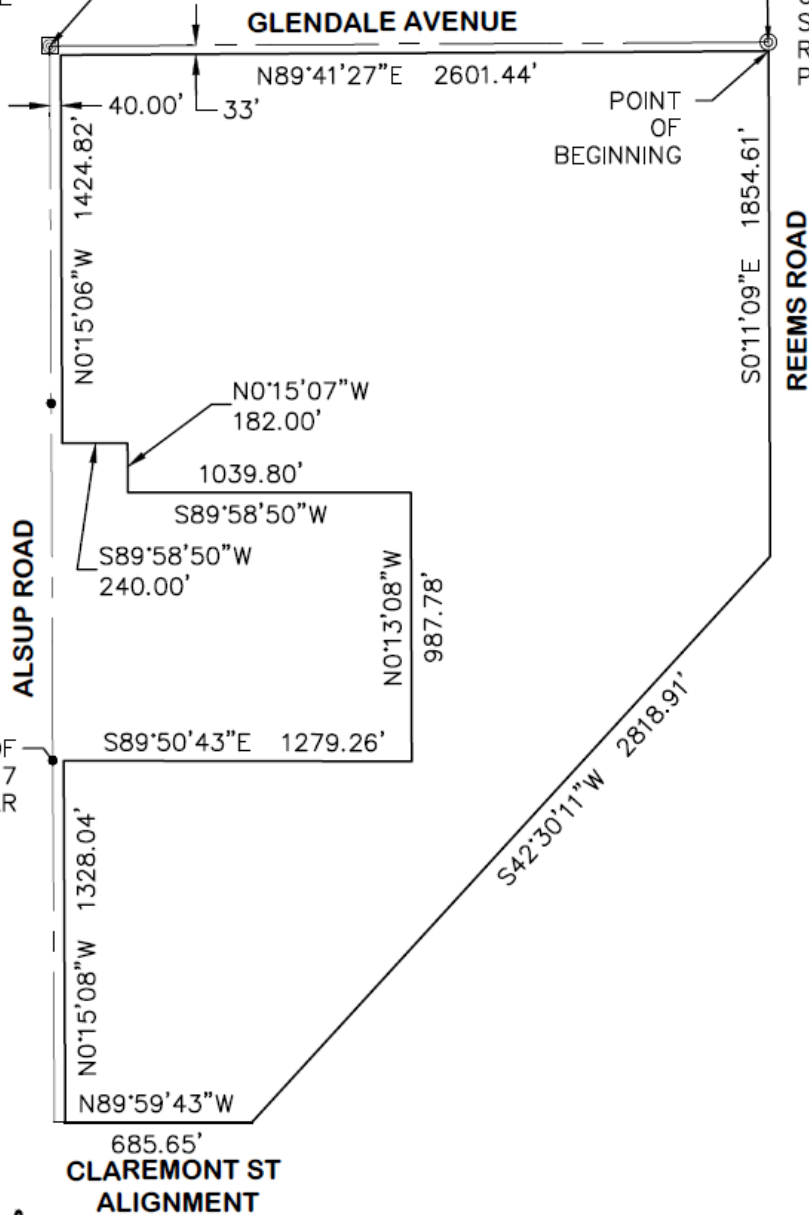 E
GLENDALE AVENUE
S
R
P
N89°41'27"E 2601.44'
40.00'
33'
POINT
OF
BEGINNING
N0°15'06"W 1424.82'
S0°11'09"E 1854.61'
REEMS ROAD
N0°15'07"W
182.00'
1039.80'
S89°58'50"W
S89°58'50"W
240.00'
ALSUP ROAD
N0°13'08"W
987.78'
S89°50'43"E 1279.26'
OF
7
R
S42°30'11"W 2818.91'
N0°15'08"W 1328.04'
N89°59'43"W
685.65'
CLAREMONT ST
ALIGNMENT